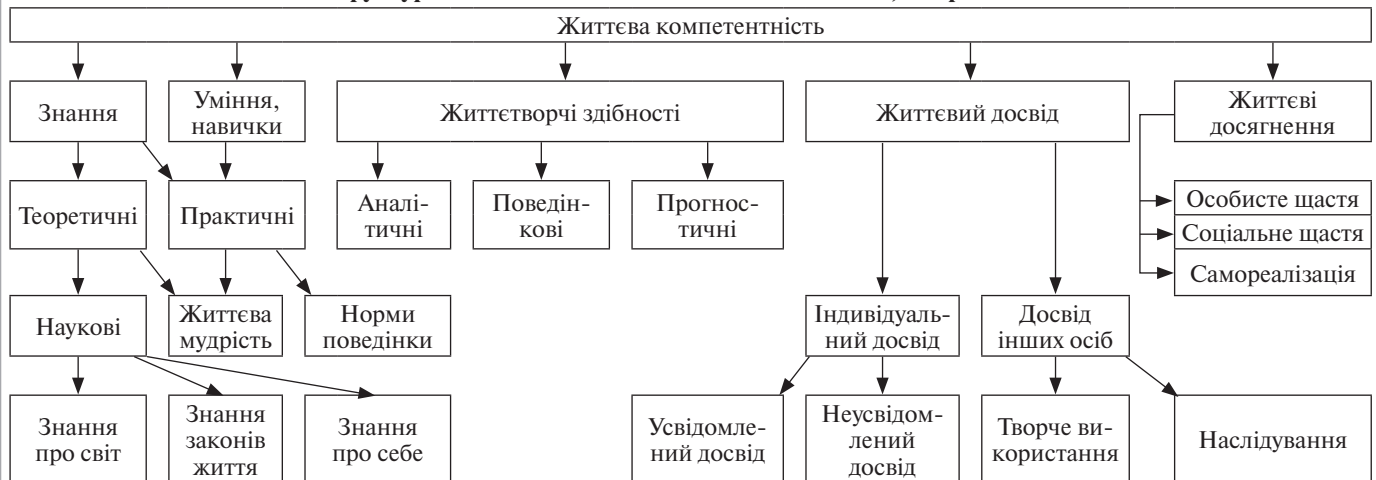 Життєва компетентність
Знання
Уміння,
навички
Життєтворчі здібності
Життєвий досвід
Життєві
досягнення
Теоретичні
Практичні
Аналі-
тичні
Поведін-
кові
Прогнос-
тичні
Особисте щастя
Соціальне щастя
Самореалізація
Наукові
Життєва
мудрість
Норми
поведінки
Індивідуаль-
ний досвід
Досвід
інших осіб
Знання
про світ
Знання
законів
життя
Знання
про себе
Усвідомле-
ний досвід
Неусвідом-
лений
досвід
Творче ви-
користання
Наслідування